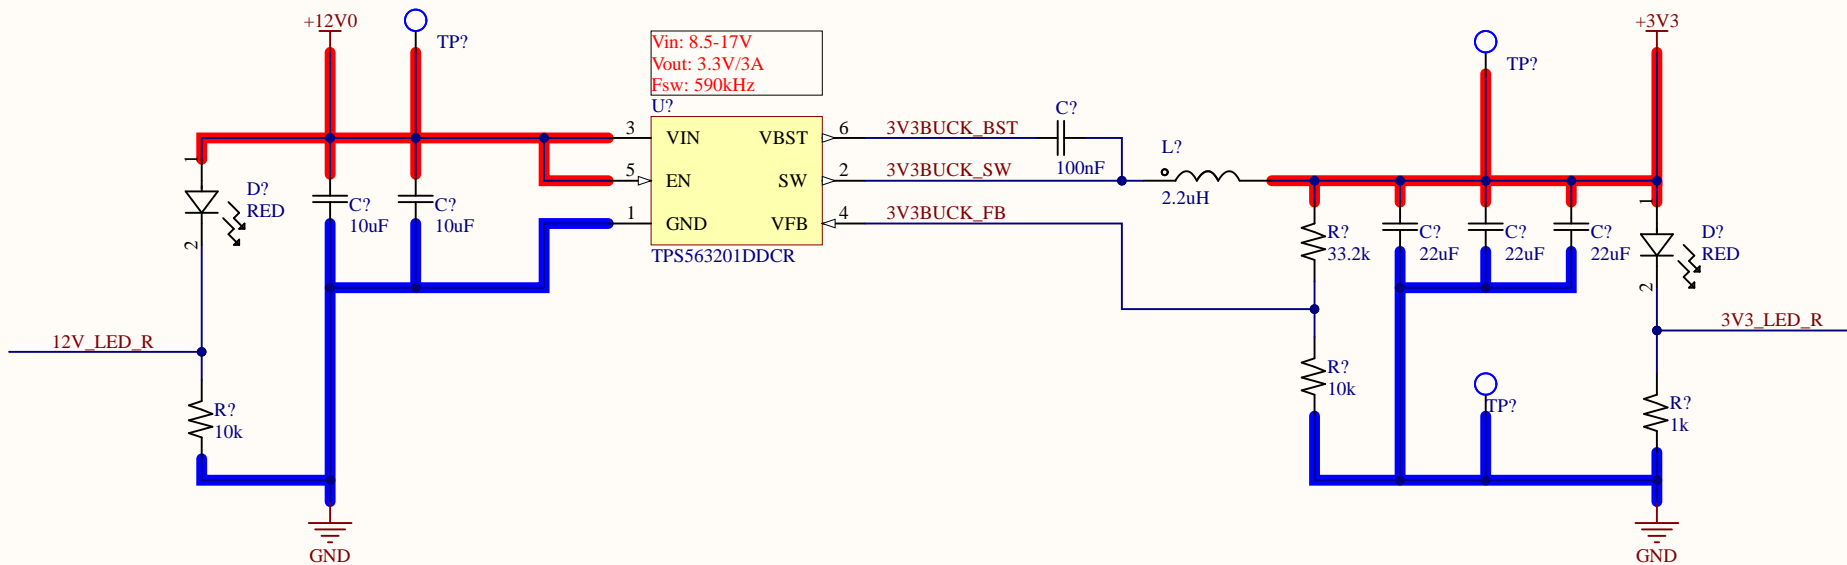 +12V0
TP?
Vin: 8.5-17V
Vout: 3.3V/3A
Fsw: 590kHz
U?
3 VIN VBST 6
5 EN SW 2
1 GND VFB 4
TPS563201DDCR
3V3BUCK_BST
3V3BUCK_SW
3V3BUCK_FB
C?
100nF
L?
2.2uH
TP?
+3V3
1
D?
RED
2
C?
10uF
C?
10uF
12V_LED_R
R?
10k
GND
R?
33.2k
C?
22uF
C?
22uF
C?
22uF
1
D?
RED
2
3V3_LED_R
R?
10k
TP?
R?
1k
GND